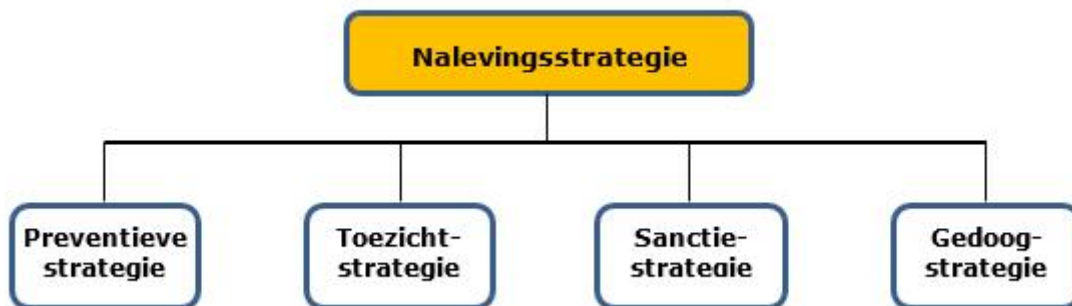 Nalevingsstrategie
Preventieve
strategie
Toezicht-
strategie
Sanctie-
strategie
Gedoog-
strategie